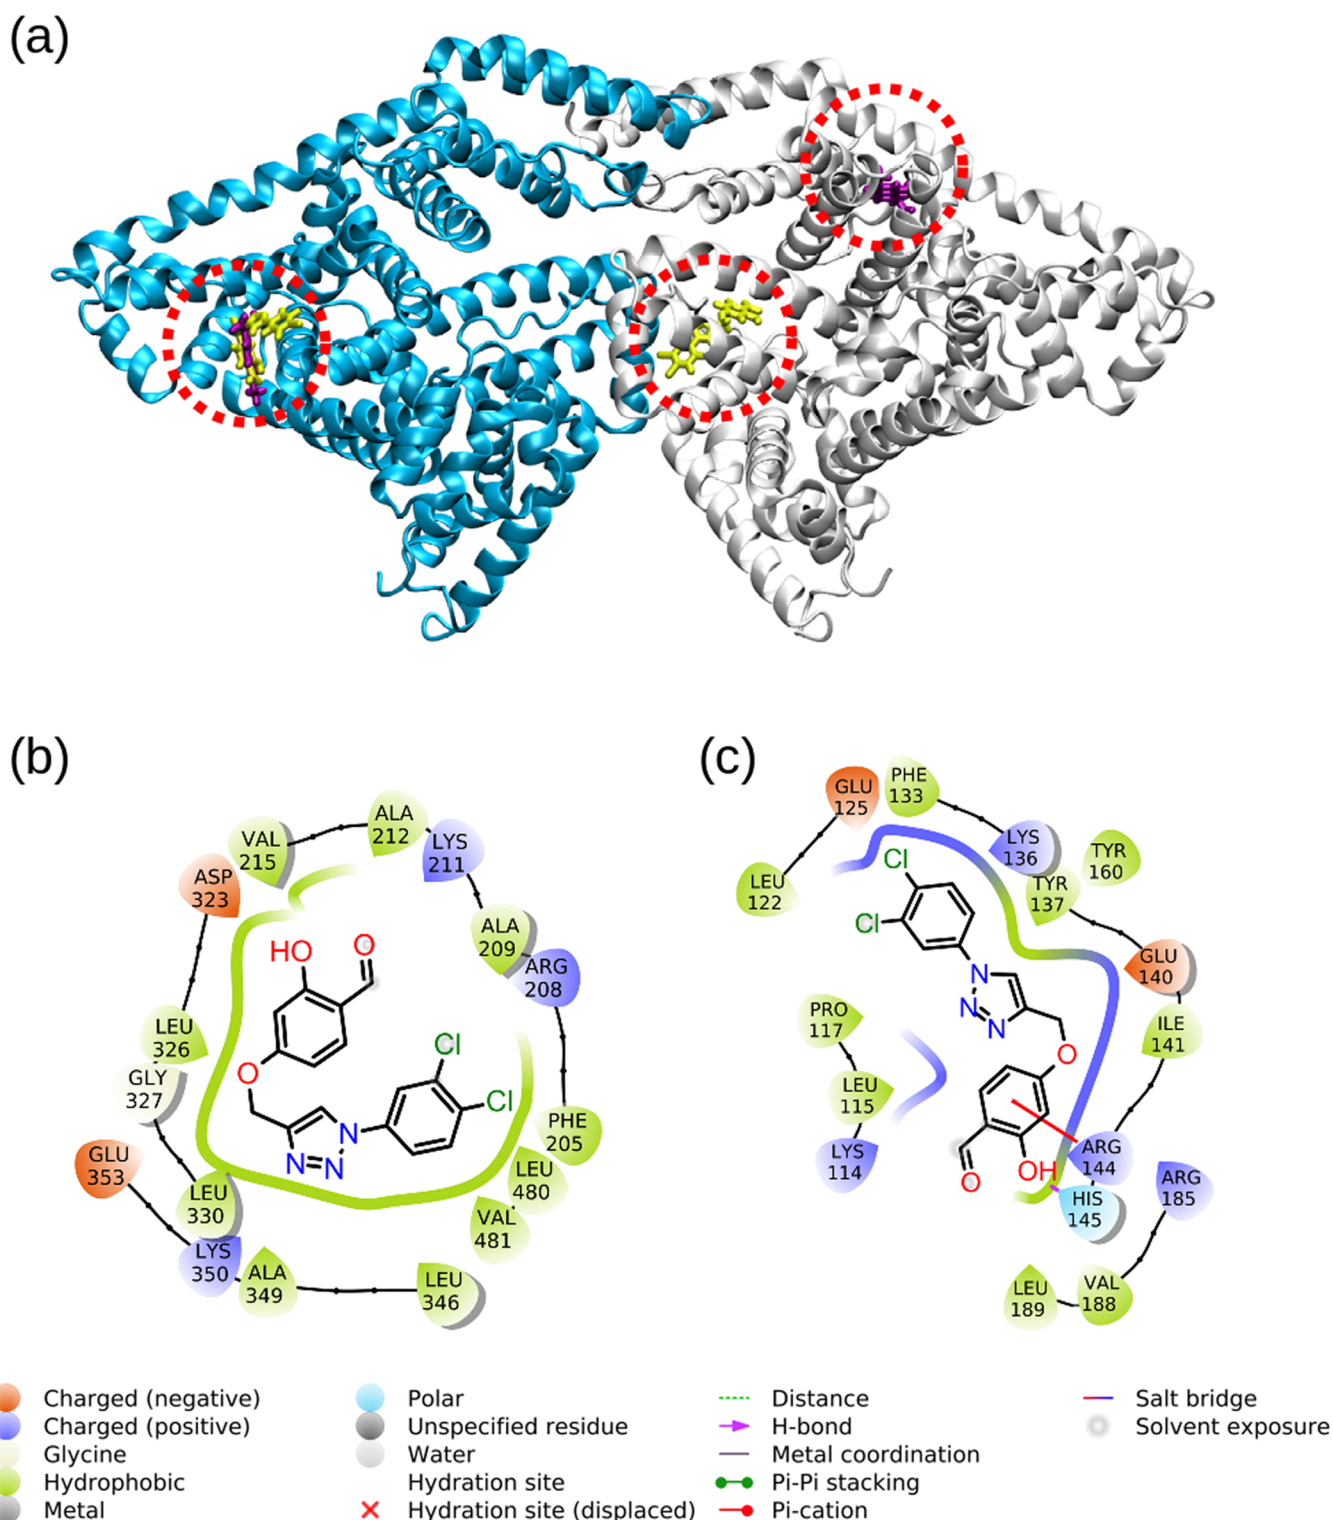 (a)
(b)
(c)
VAL
215
ALA
212
LYS
211
ASP
323
ALA
209
ARG
208
HO
O
LEU
326
GLY
327
O
Cl
Cl
N
N
N
PHE
205
GLU
353
LEU
330
LEU
480
VAL
481
LYS
350
ALA
349
LEU
346
GLU
125
PHE
133
LYS
136
TYR
160
LEU
122
TYR
137
Cl
Cl
GLU
140
N
N
N
PRO
117
ILE
141
O
LEU
115
LYS
114
ARG
144
O
OH
HIS
145
ARG
185
LEU
189
VAL
188
Charged (negative)
Charged (positive)
Glycine
Hydrophobic
Metal
Polar
Unspecified residue
Water
Hydration site
Hydration site (displaced)
Distance
H-bond
Metal coordination
Pi-Pi stacking
Pi-cation
Salt bridge
Solvent exposure